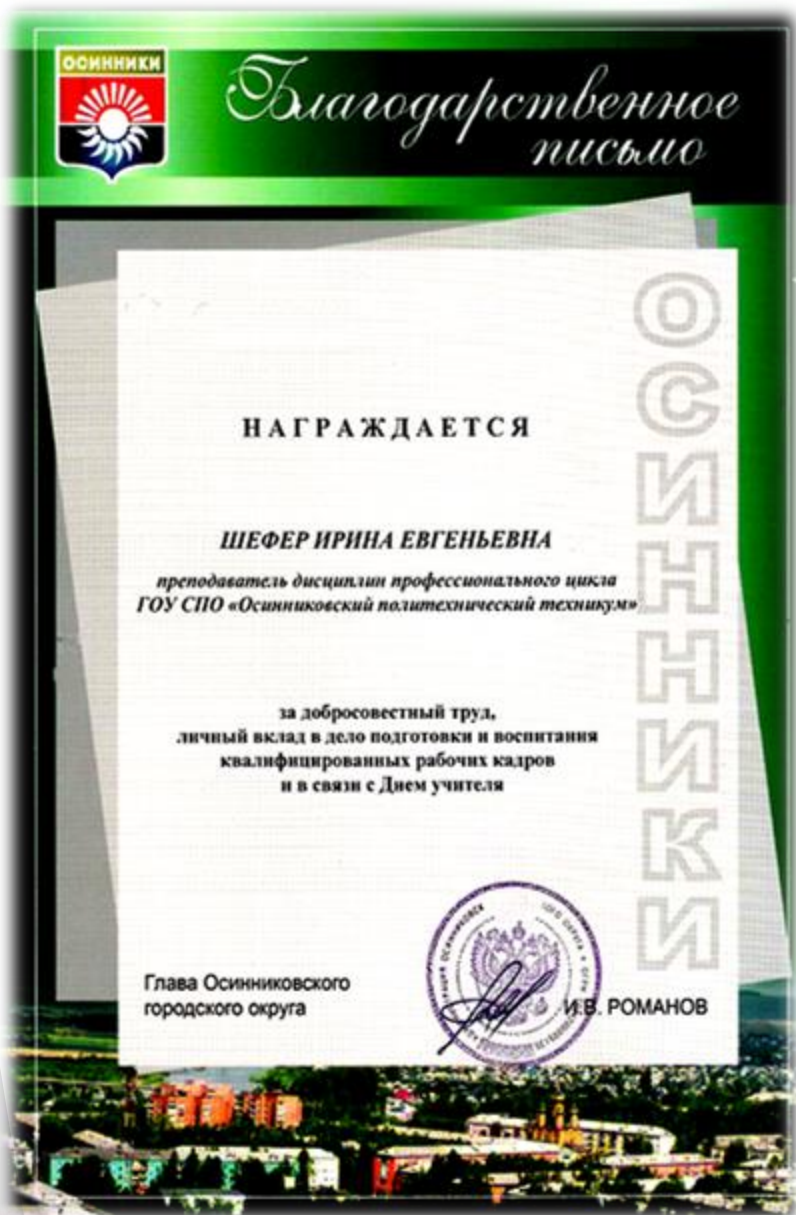 ОСИННИКИ
Благодарственное
письмо
ОСИННИКИ
НАГРАЖДАЕТСЯ
ШЕФЕР ИРИНА ЕВГЕНЬЕВНА
преподаватель дисциплин профессионального цикла
ГОУ СПО «Осинниковский политехнический техникум»
за добросовестный труд,
личный вклад в дело подготовки и воспитания
квалифицированных рабочих кадров
и в связи с Днем учителя
Глава Осинниковского
городского округа
И.В. РОМАНОВ